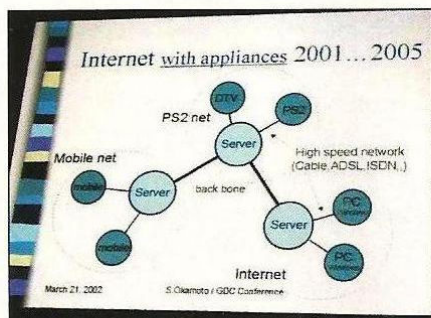 Internet with appliances 2001...2005
DTV
PS2
PS2 net
Server
High speed network
(Cable,ADSL,ISDN,,)
Mobile net
mobile
Server
back bone
PC
Server
mobile
PC
Internet
March 21, 2002
S.Okamoto / GDC Conference